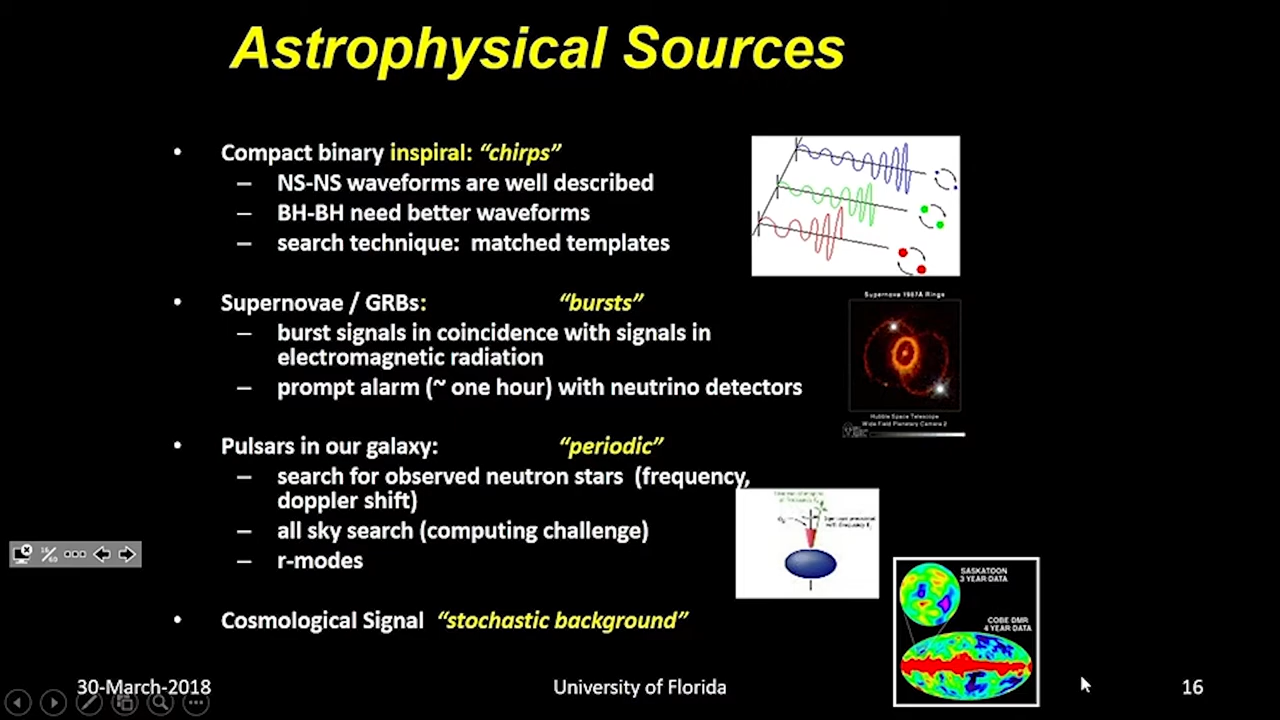 Astrophysical Sources
• Compact binary inspiral: “chirps”
– NS-NS waveforms are well described
– BH-BH need better waveforms
– search technique: matched templates
• Supernovae / GRBs: “bursts”
– burst signals in coincidence with signals in
electromagnetic radiation
– prompt alarm (~ one hour) with neutrino detectors
• Pulsars in our galaxy: “periodic”
– search for observed neutron stars (frequency,
doppler shift)
– all sky search (computing challenge)
– r-modes
• Cosmological Signal “stochastic background”
Supernova 1987A Rings
Hubble Space Telescope
Wide Field Planetary Camera 2
SASKATOON
3 YEAR DATA
COBE DMR
4 YEAR DATA
30-March-2018
University of Florida
16